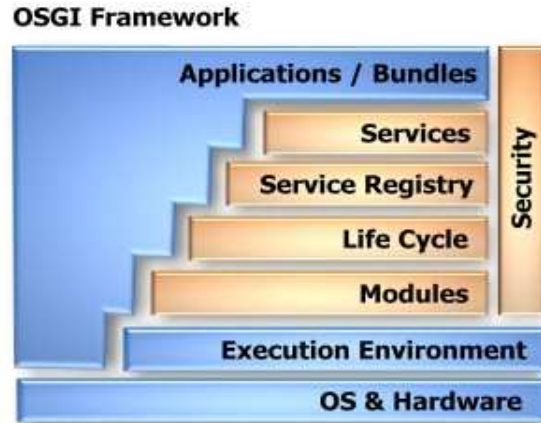 OSGI Framework
Applications / Bundles
Services
Service Registry
Life Cycle
Modules
Security
Execution Environment
OS & Hardware